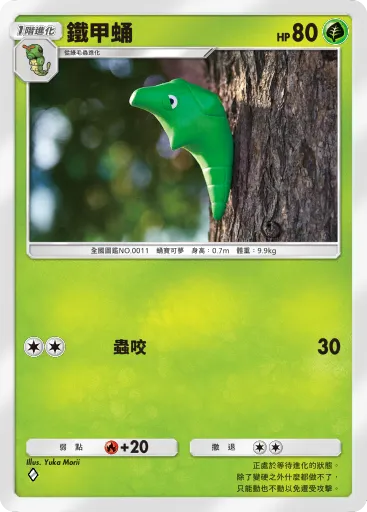 1階進化
鐵甲蛹
HP 80
從綠毛蟲進化
全國圖鑑NO.0011 蛹寶可夢 身高：0.7m 體重：9.9kg
蟲咬 30
弱點 +20
撤退
Illus. Yuka Morii
正處於等待進化的狀態。
除了變硬之外什麼都做不了，
只能動也不動以免遭受攻擊。